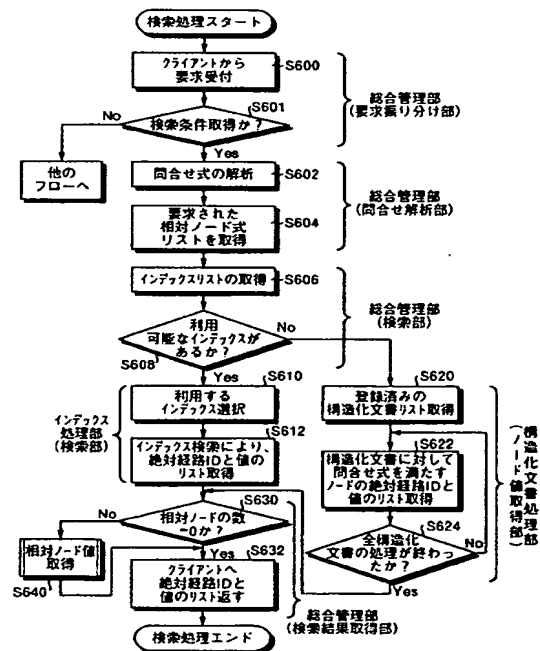 検索処理スタート
クライアントから
要求受付
S600
S601
検索条件取得か?
No
Yes
総合管理部
(要求振り分け部)
他の
フローへ
問合せ式の解析
S602
要求された
相対ノード式
リストを取得
S604
総合管理部
(問合せ解析部)
インデックスリストの取得
S606
利用
可能なインデックスが
あるか?
S608
No
Yes
総合管理部
(検索部)
利用する
インデックス選択
S610
インデックス検索により、
絶対経路IDと値の
リスト取得
S612
インデックス
処理部
(検索部)
登録済みの
構造化文書リスト取得
S620
構造化文書に対して
問合せ式を満たす
ノードの絶対経路IDと
値のリスト取得
S622
全構造化
文書の処理が終わっ
たか?
S624
No
Yes
構造化文書処理部
(ノード値取得部)
相対ノードの数
=0か?
S630
No
Yes
相対ノード値
取得
S640
クライアントへ
絶対経路IDと
値のリスト返す
S632
総合管理部
(検索結果取得部)
検索処理エンド